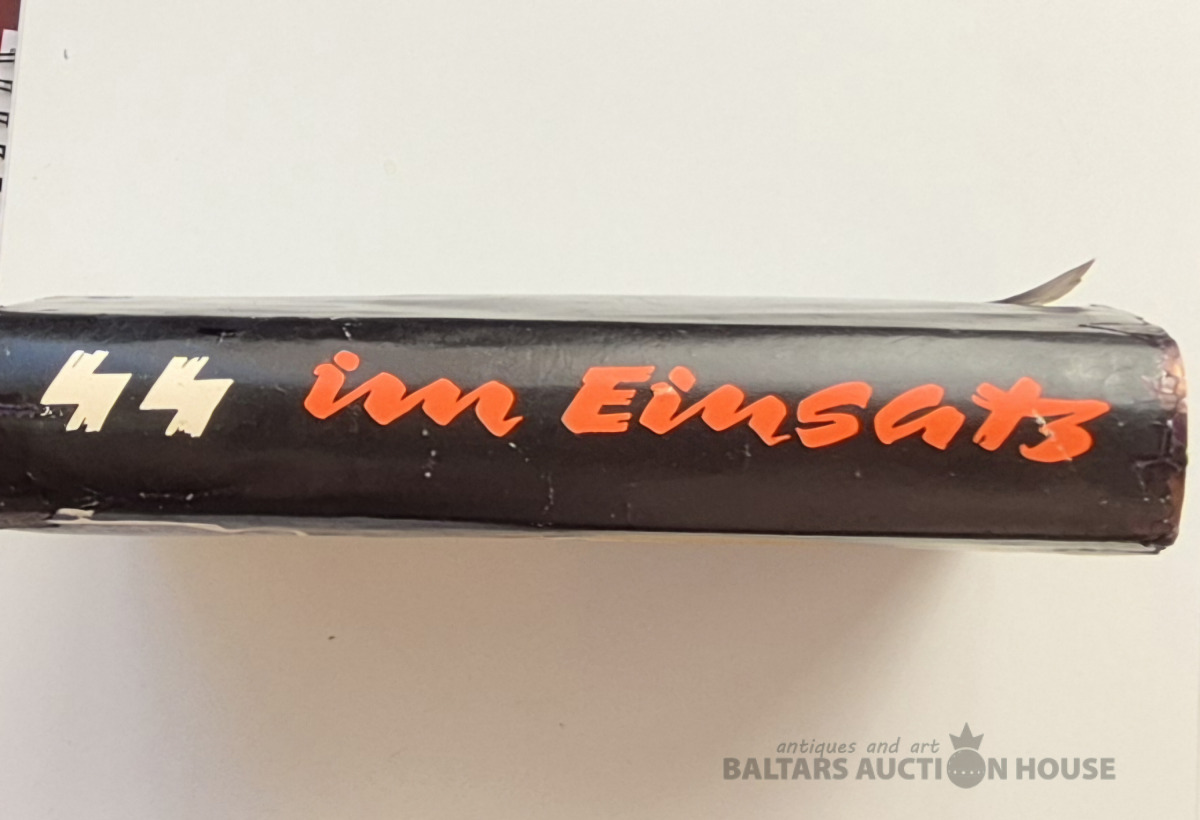 SS im Einsatz
antiques and art
BALTARS AUCTION HOUSE